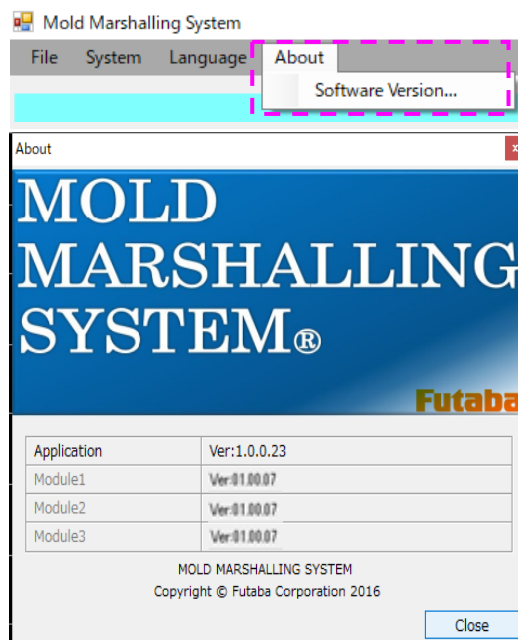 Mold Marshalling System
File System Language About
Software Version...
About x
MOLD
MARSHALLING
SYSTEM®
Futaba
Application Ver:1.0.0.23
Module1 Ver:01.00.07
Module2 Ver:01.00.07
Module3 Ver:01.00.07
MOLD MARSHALLING SYSTEM
Copyright © Futaba Corporation 2016
Close